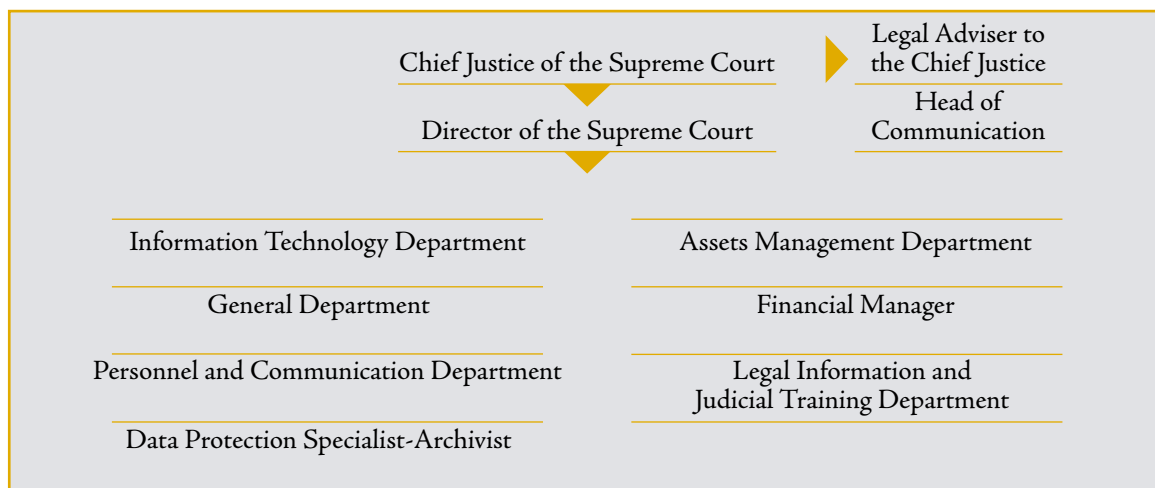 Chief Justice of the Supreme Court
Legal Adviser to
the Chief Justice
Head of
Communication
Director of the Supreme Court
Information Technology Department
Assets Management Department
General Department
Financial Manager
Personnel and Communication Department
Legal Information and
Judicial Training Department
Data Protection Specialist-Archivist